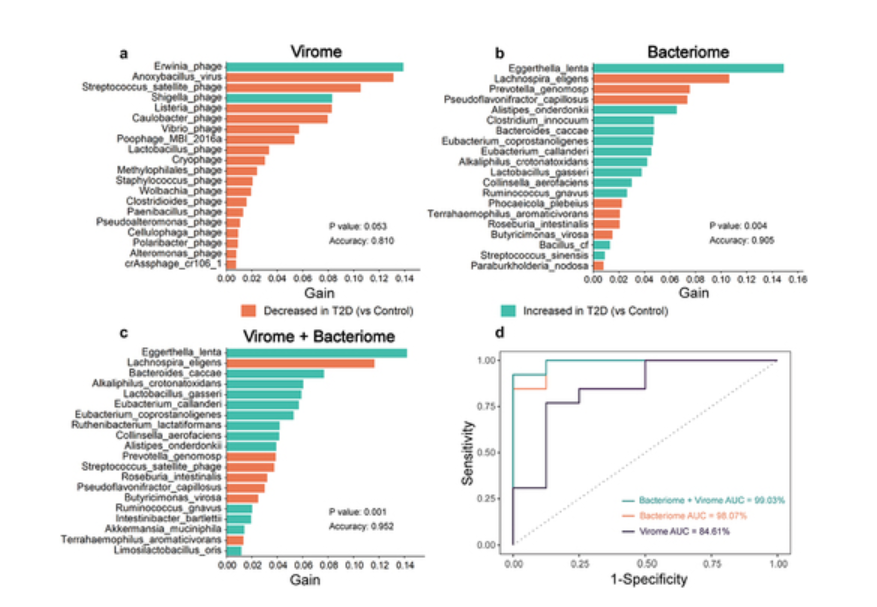 a
Virome
Erwinia_phage
Anoxybacillus_virus
Streptococcus_satellite_phage
Shigella_phage
Listeria_phage
Caulobacter_phage
Vibrio_phage
Poophage_MBI_2016a
Lactobacillus_phage
Cryophage
Methylophilales_phage
Staphylococcus_phage
Wolbachia_phage
Clostridioides_phage
Paenibacillus_phage
Pseudoalteromonas_phage
Cellulophaga_phage
Polaribacter_phage
Alteromonas_phage
crAssphage_cr106_1
P value: 0.053
Accuracy: 0.810
0.00 0.02 0.04 0.06 0.08 0.10 0.12 0.14
Gain
b
Bacteriome
Eggerthella_lenta
Lachnospira_eligens
Prevotella_genomosp
Pseudoflavonifractor_capillosus
Alistipes_onderdonkii
Clostridium_innocuum
Bacteroides_caccae
Eubacterium_coprostanoligenes
Eubacterium_callanderi
Alkaliphilus_crotonatoxidans
Lactobacillus_gasseri
Collinsella_aerofaciens
Ruminococcus_gnavus
Phocaeicola_plebeius
Terrahaemophilus_aromaticivorans
Roseburia_intestinalis
Butyricimonas_virosa
Bacillus_cf
Streptococcus_sinensis
Paraburkholderia_nodosa
P value: 0.004
Accuracy: 0.905
0.00 0.02 0.04 0.06 0.08 0.10 0.12 0.14 0.16
Gain
Decreased in T2D (vs Control)
Increased in T2D (vs Control)
c
Virome + Bacteriome
Eggerthella_lenta
Lachnospira_eligens
Bacteroides_caccae
Alkaliphilus_crotonatoxidans
Lactobacillus_gasseri
Eubacterium_callanderi
Eubacterium_coprostanoligenes
Ruthenibacterium_lactatiformans
Collinsella_aerofaciens
Alistipes_onderdonkii
Prevotella_genomosp
Streptococcus_satellite_phage
Roseburia_intestinalis
Pseudoflavonifractor_capillosus
Butyricimonas_virosa
Ruminococcus_gnavus
Intestinibacter_bartlettii
Akkermansia_muciniphila
Terrahaemophilus_aromaticivorans
Limosilactobacillus_oris
P value: 0.001
Accuracy: 0.952
0.00 0.02 0.04 0.06 0.08 0.10 0.12 0.14
Gain
d
Sensitivity
1.00
0.75
0.50
0.25
0.00
Bacteriome + Virome AUC = 99.03%
Bacteriome AUC = 98.07%
Virome AUC = 84.61%
0.00 0.25 0.50 0.75 1.00
1-Specificity